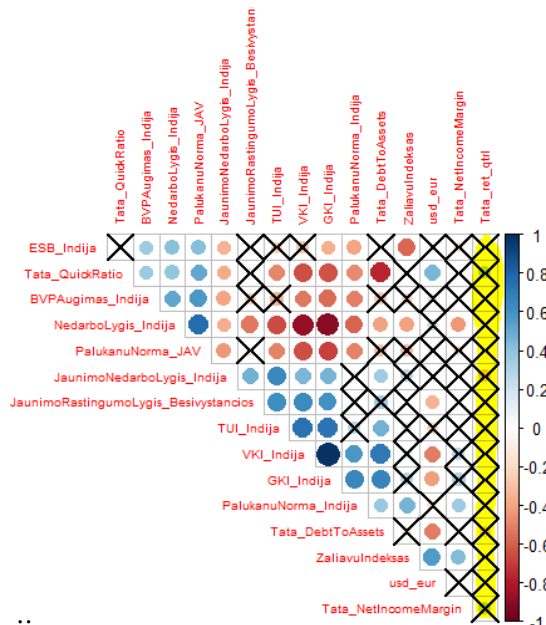 Tata_QuickRatio
BVPAugimas_Indija
NedarboLygis_Indija
PalukanuNorma_JAV
JaunimoNedarboLygis_Indija
JaunimoRastingumoLygis_Besivystan
TUI_Indija
VKI_Indija
GKI_Indija
PalukanuNorma_Indija
Tata_DebtToAssets
ZaliavuIndeksas
usd_eur
Tata_NetIncomeMargin
Tata_ret_qtrl
ESB_Indija
Tata_QuickRatio
BVPAugimas_Indija
NedarboLygis_Indija
PalukanuNorma_JAV
JaunimoNedarboLygis_Indija
JaunimoRastingumoLygis_Besivystancios
TUI_Indija
VKI_Indija
GKI_Indija
PalukanuNorma_Indija
Tata_DebtToAssets
ZaliavuIndeksas
usd_eur
Tata_NetIncomeMargin
1
0.8
0.6
0.4
0.2
0
-0.2
-0.4
-0.6
-0.8
-1